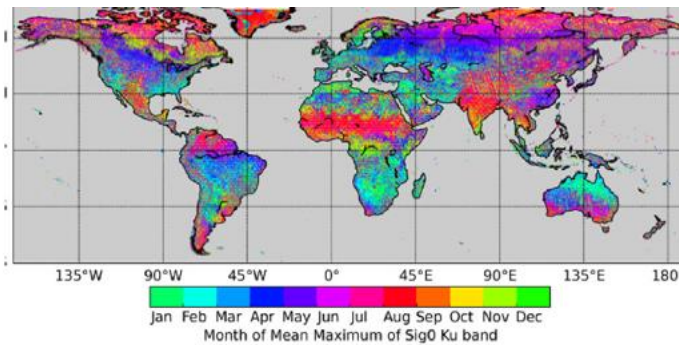 135°W 90°W 45°W 0° 45°E 90°E 135°E 180
Jan Feb Mar Apr May Jun Jul Aug Sep Oct Nov Dec
Month of Mean Maximum of Sig0 Ku band